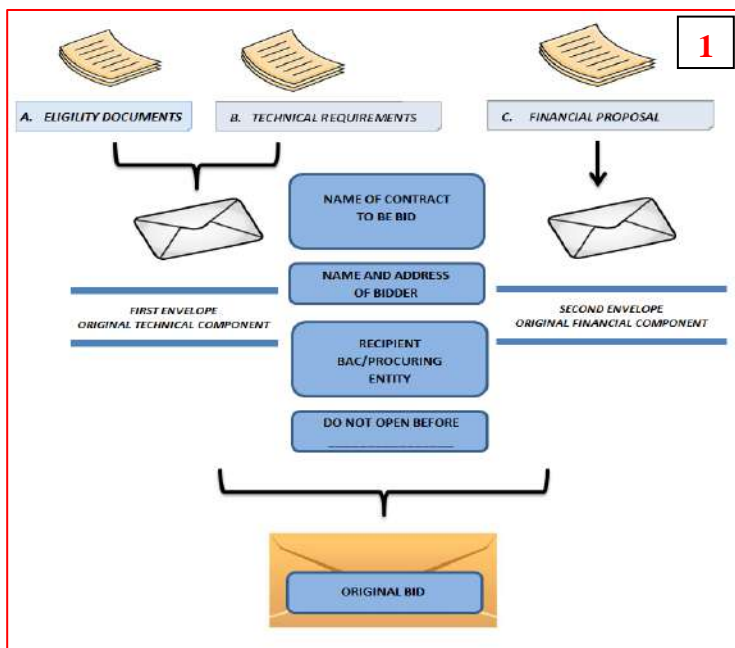 1
A. ELIGILITY DOCUMENTS
B. TECHNICAL REQUIREMENTS
C. FINANCIAL PROPOSAL
NAME OF CONTRACT
TO BE BID
NAME AND ADDRESS
OF BIDDER
FIRST ENVELOPE
ORIGINAL TECHNICAL COMPONENT
SECOND ENVELOPE
ORIGINAL FINANCIAL COMPONENT
RECIPIENT
BAC/PROCURING
ENTITY
DO NOT OPEN BEFORE
____________________
ORIGINAL BID